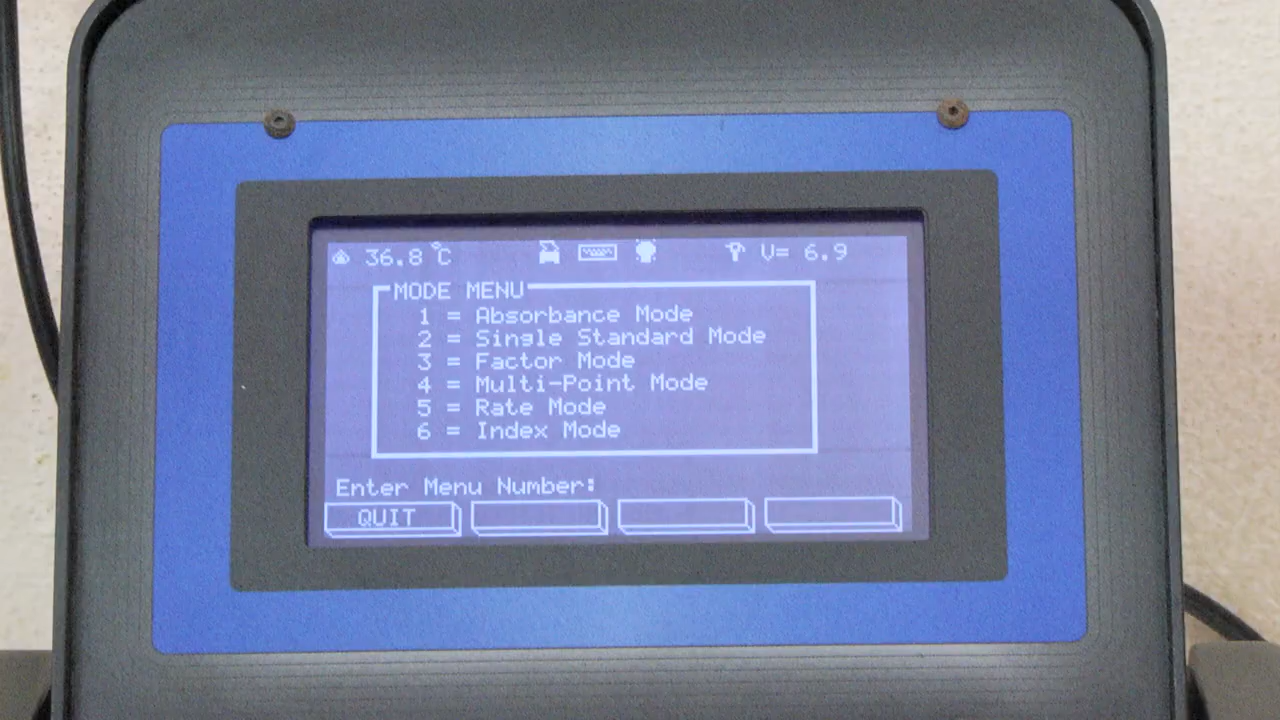 36.8°C V= 6.9
MODE MENU
1 = Absorbance Mode
2 = Single Standard Mode
3 = Factor Mode
4 = Multi-Point Mode
5 = Rate Mode
6 = Index Mode
Enter Menu Number:
QUIT